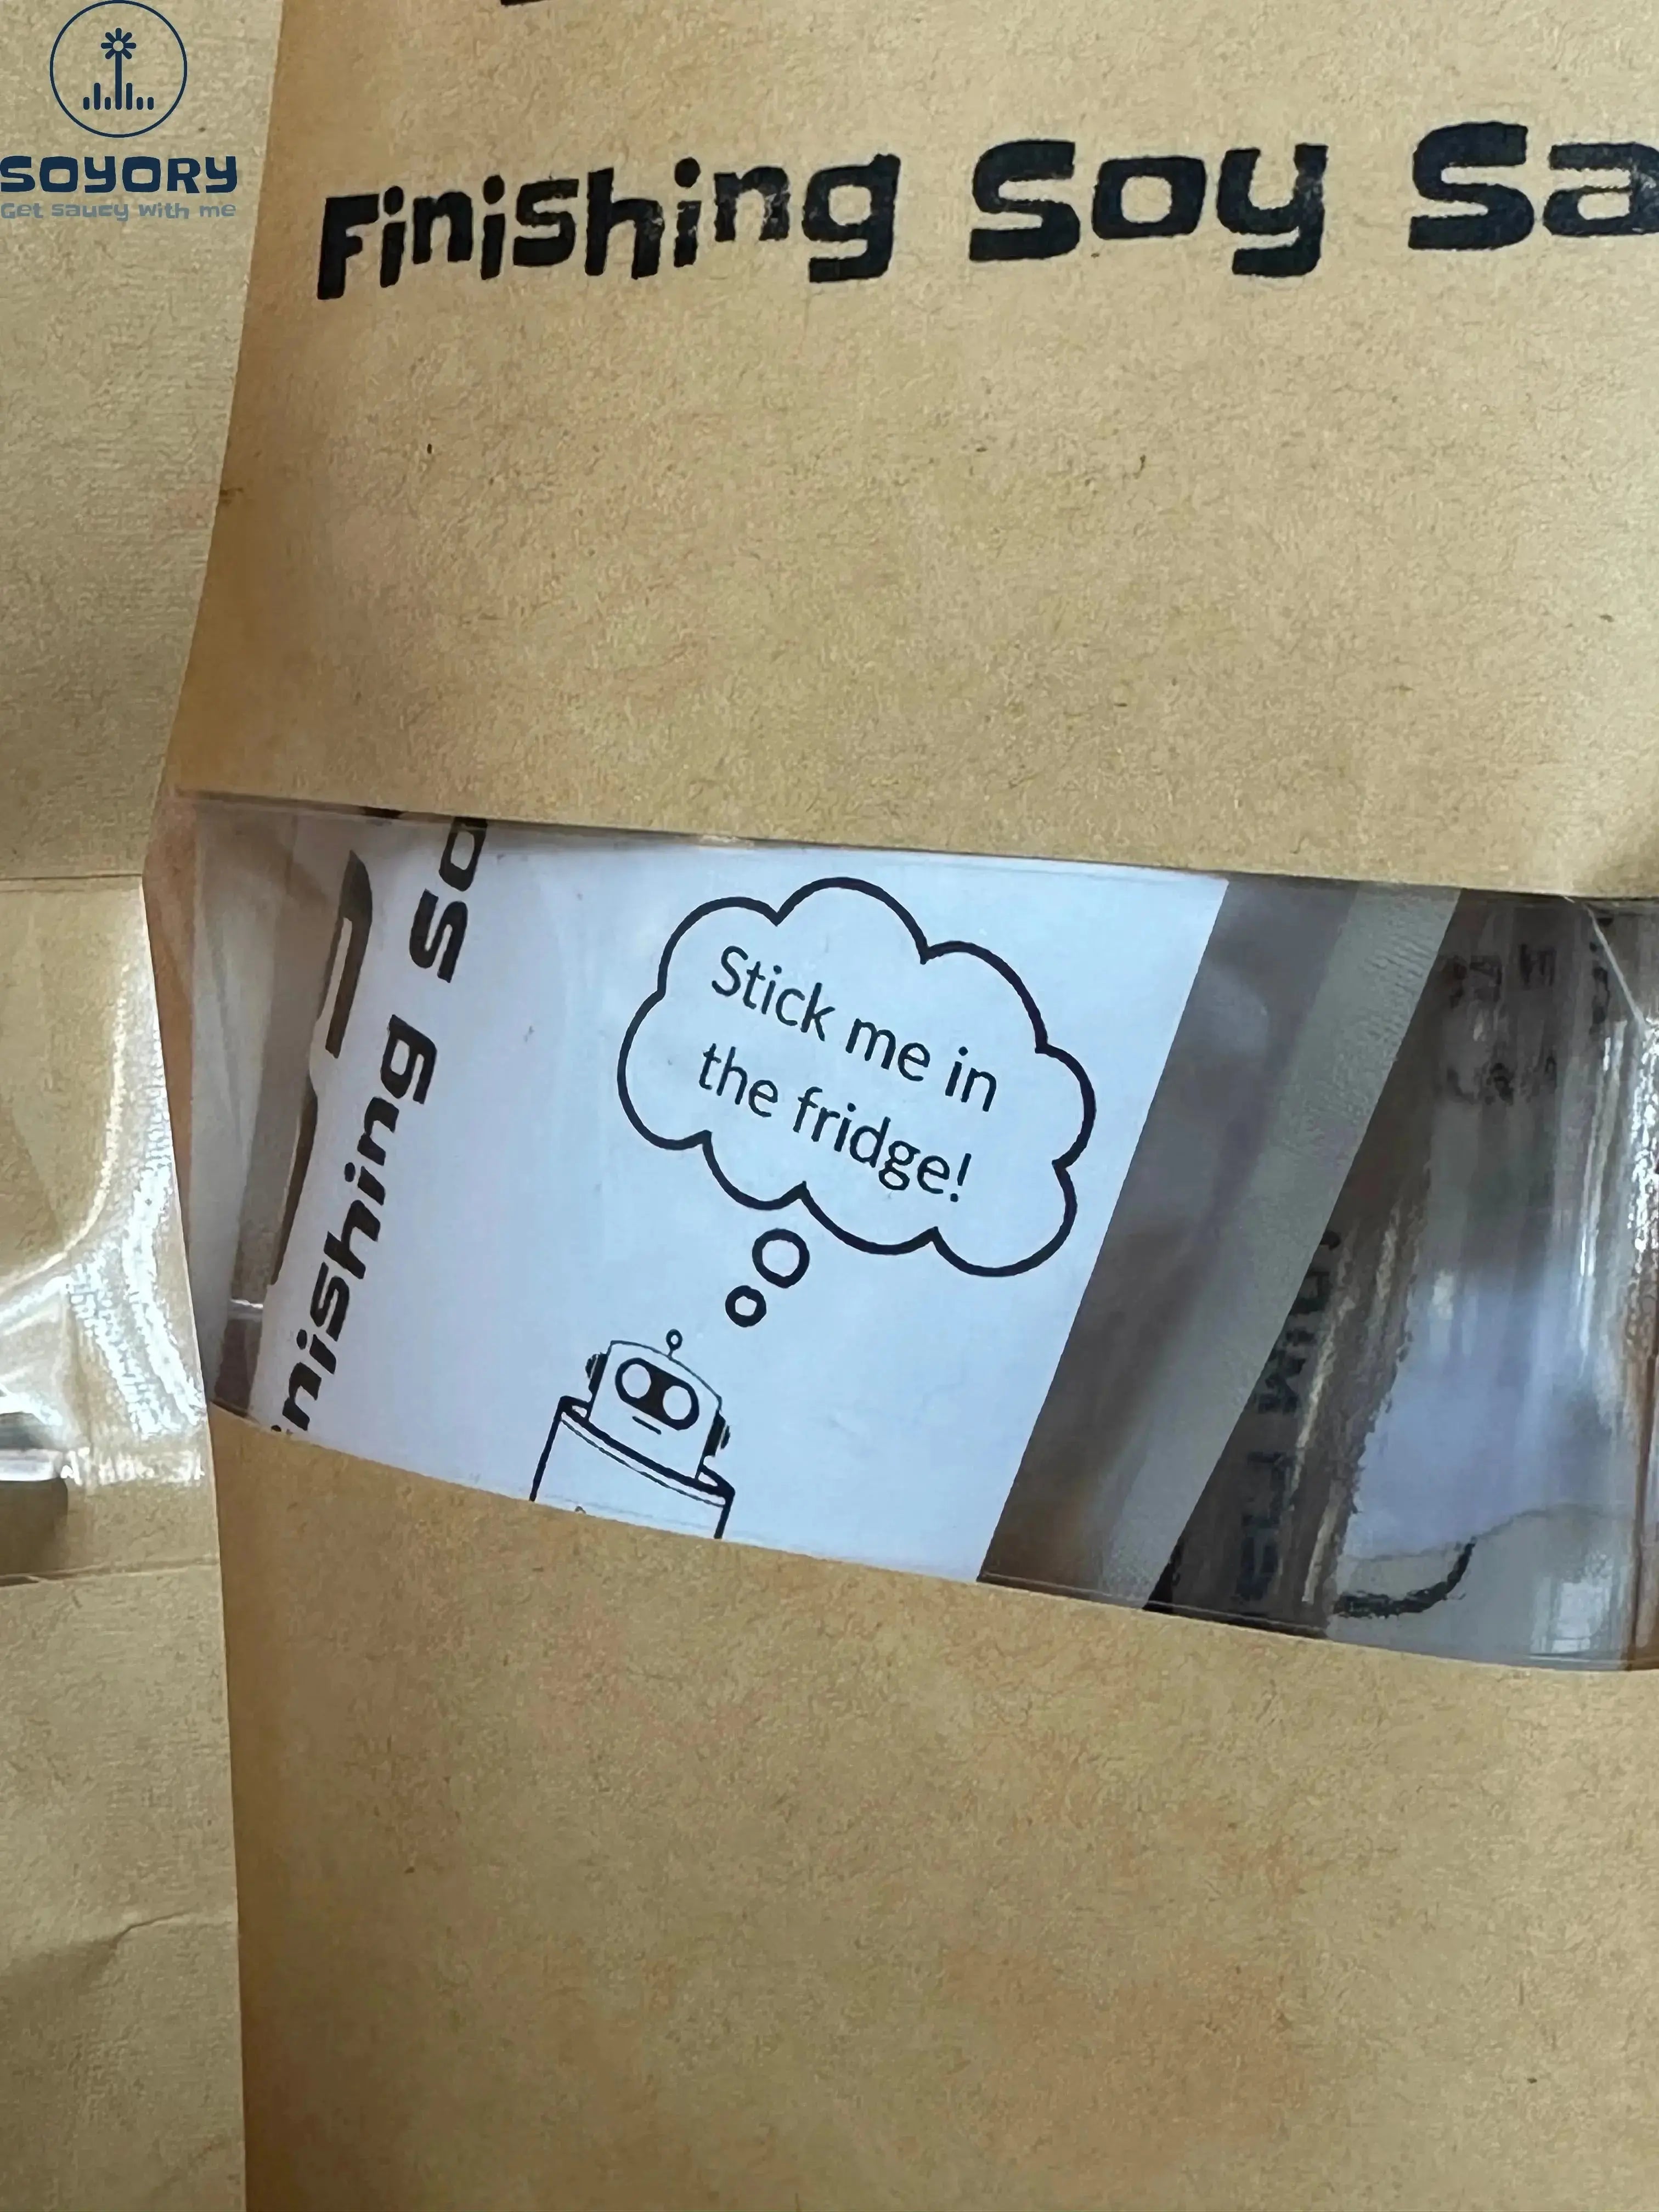 SOYORY
Get saucy with me
Finishing Soy Sa
nishing So
Stick me in
the fridge!